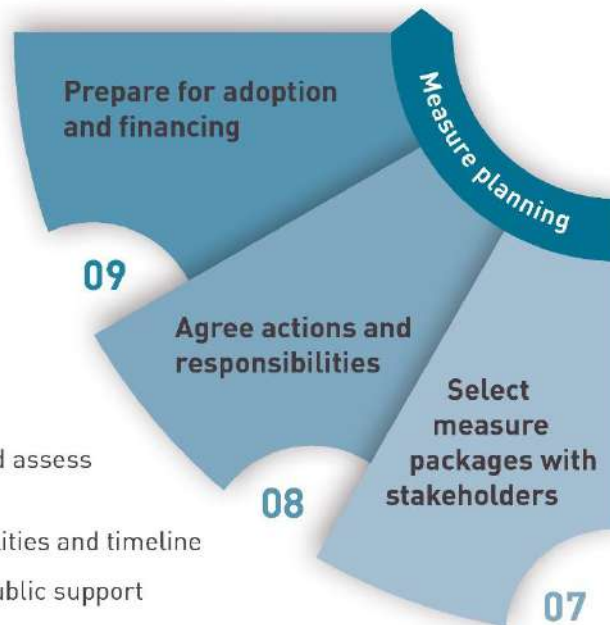 Prepare for adoption
and financing
Measure planning
09
Agree actions and
responsibilities
Select
measure
packages with
stakeholders
assess
08
and timeline
public support
07